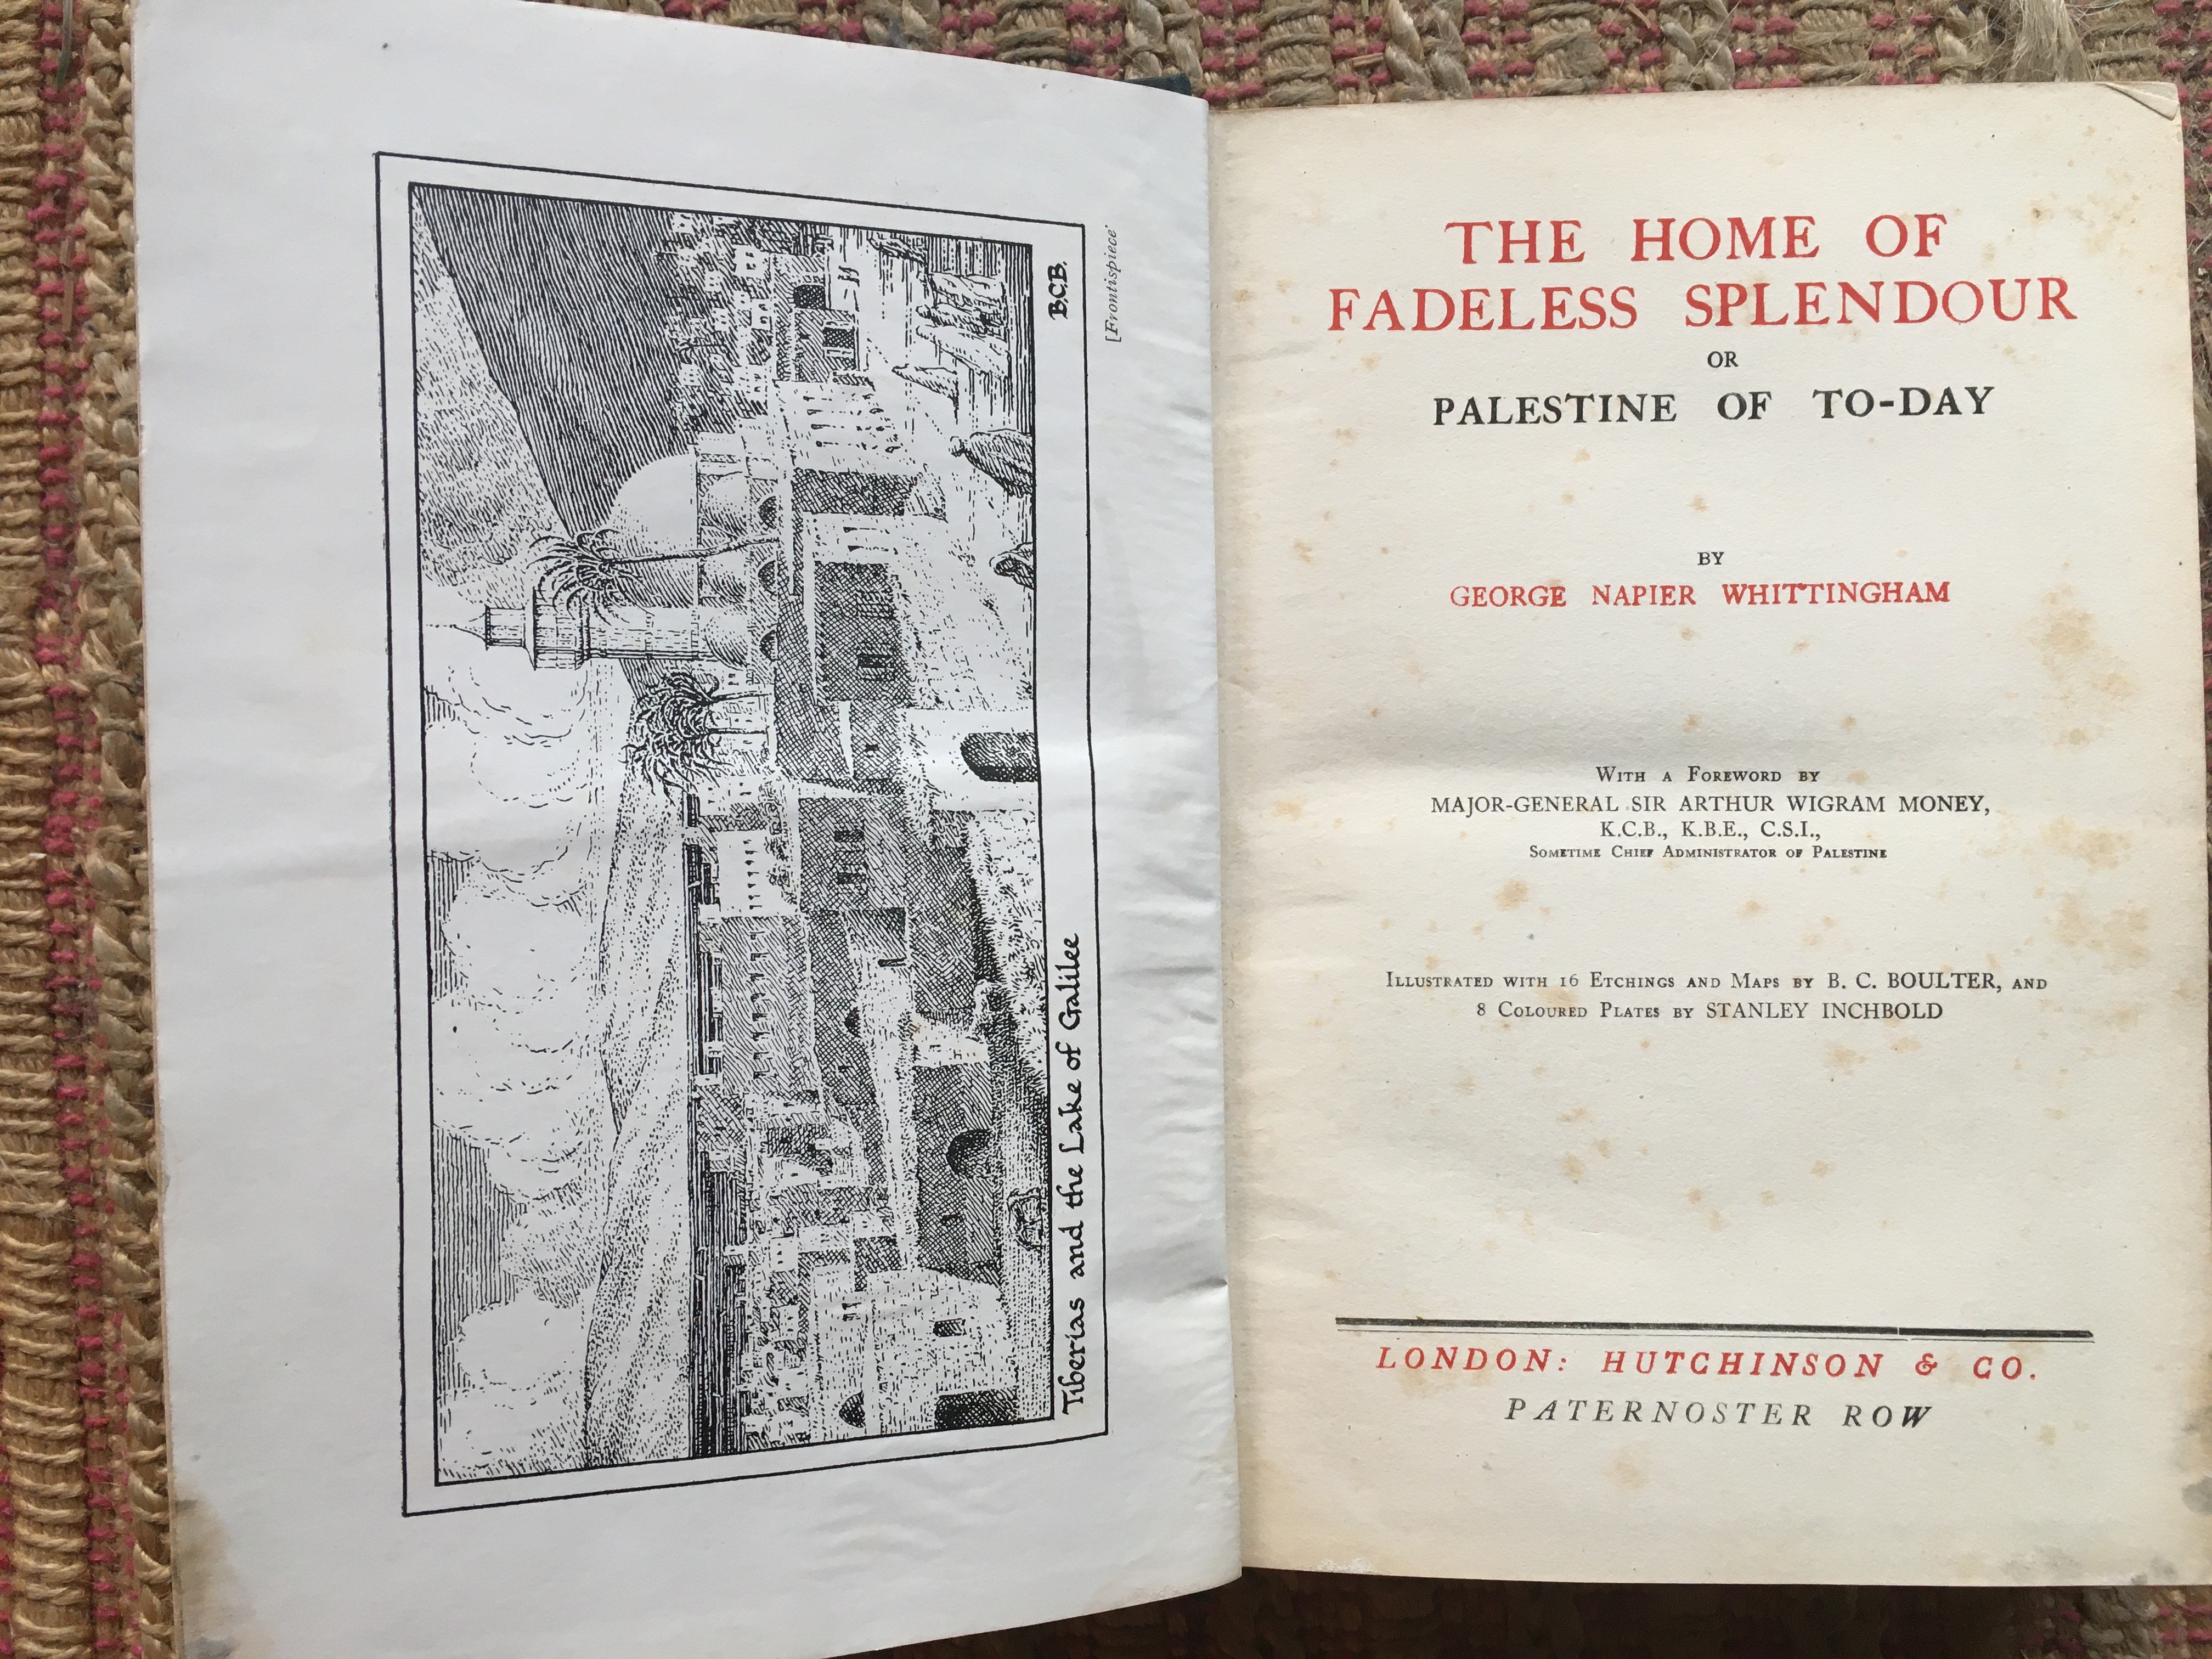 Tiberias and the Lake of Galilee
B.C.B.
[Frontispiece
THE HOME OF
FADELESS SPLENDOUR
OR
PALESTINE OF TO-DAY
BY
GEORGE NAPIER WHITTINGHAM
WITH A FOREWORD BY
MAJOR-GENERAL SIR ARTHUR WIGRAM MONEY,
K.C.B., K.B.E., C.S.I.,
SOMETIME CHIEF ADMINISTRATOR OF PALESTINE
ILLUSTRATED WITH 16 ETCHINGS AND MAPS BY B. C. BOULTER, AND
8 COLOURED PLATES BY STANLEY INCHBOLD
LONDON: HUTCHINSON & CO.
PATERNOSTER ROW